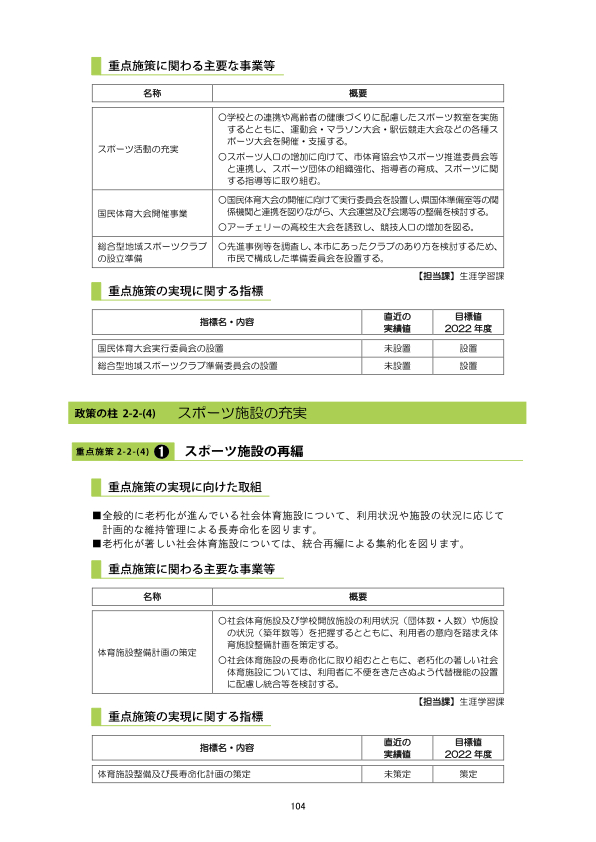 重点施策に関わる主要な事業等
名称
概要
スポーツ活動の充実
○学校との連携や高齢者の健康づくりに配慮したスポーツ教室を実施
するとともに、運動会・マラソン大会・駅伝競走大会などの各種ス
ポーツ大会を開催・支援する。
○スポーツ人口の増加に向けて、市体育協会やスポーツ推進委員会等
と連携し、スポーツ団体の組織強化、指導者の育成、スポーツに関
する指導等に取り組む。
国民体育大会開催事業
○国民体育大会の開催に向けて実行委員会を設置し、県国体準備室等の関
係機関と連携を図りながら、大会運営及び会場等の整備を検討する。
○アーチェリーの高校生大会を誘致し、競技人口の増加を図る。
総合型地域スポーツクラブ
の設立準備
○先進事例等を調査し、本市にあったクラブのあり方を検討するため、
市民で構成した準備委員会を設置する。
【担当課】生涯学習課
重点施策の実現に関する指標
指標名・内容
直近の
実績値
目標値
2022 年度
国民体育大会実行委員会の設置 未設置 設置
総合型地域スポーツクラブ準備委員会の設置 未設置 設置
政策の柱 2-2-(4) スポーツ施設の充実
重点施策 2-2-(4) ❶ スポーツ施設の再編
重点施策の実現に向けた取組
■全般的に老朽化が進んでいる社会体育施設について、利用状況や施設の状況に応じて
計画的な維持管理による長寿命化を図ります。
■老朽化が著しい社会体育施設については、統合再編による集約化を図ります。
重点施策に関わる主要な事業等
名称
概要
体育施設整備計画の策定
○社会体育施設及び学校開放施設の利用状況（団体数・人数）や施設
の状況（築年数等）を把握するとともに、利用者の意向を踏まえ体
育施設整備計画を策定する。
○社会体育施設の長寿命化に取り組むとともに、老朽化の著しい社会
体育施設については、利用者に不便をきたさぬよう代替機能の設置
に配慮し統合等を検討する。
【担当課】生涯学習課
重点施策の実現に関する指標
指標名・内容
直近の
実績値
目標値
2022 年度
体育施設整備及び長寿命化計画の策定 未策定 策定
104